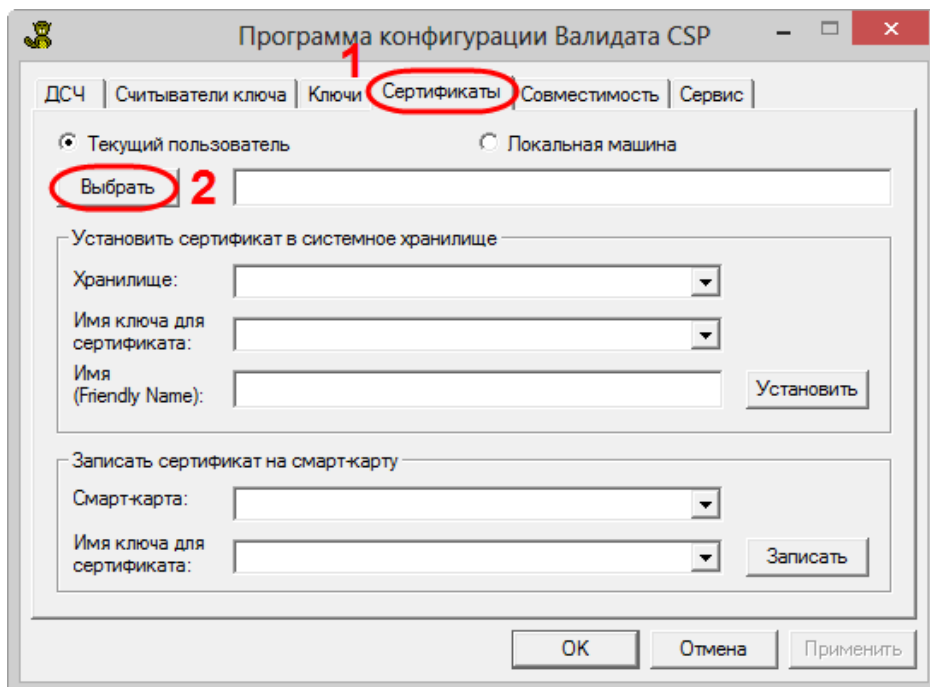 Программа конфигурации Валидата CSP
1
ДСЧ Считыватели ключа Ключи Сертификаты Совместимость Сервис
Текущий пользователь Локальная машина
Выбрать 2
Установить сертификат в системное хранилище
Хранилище:
Имя ключа для
сертификата:
Имя
(Friendly Name):
Установить
Записать сертификат на смарт-карту
Смарт-карта:
Имя ключа для
сертификата:
Записать
OK Отмена Применить